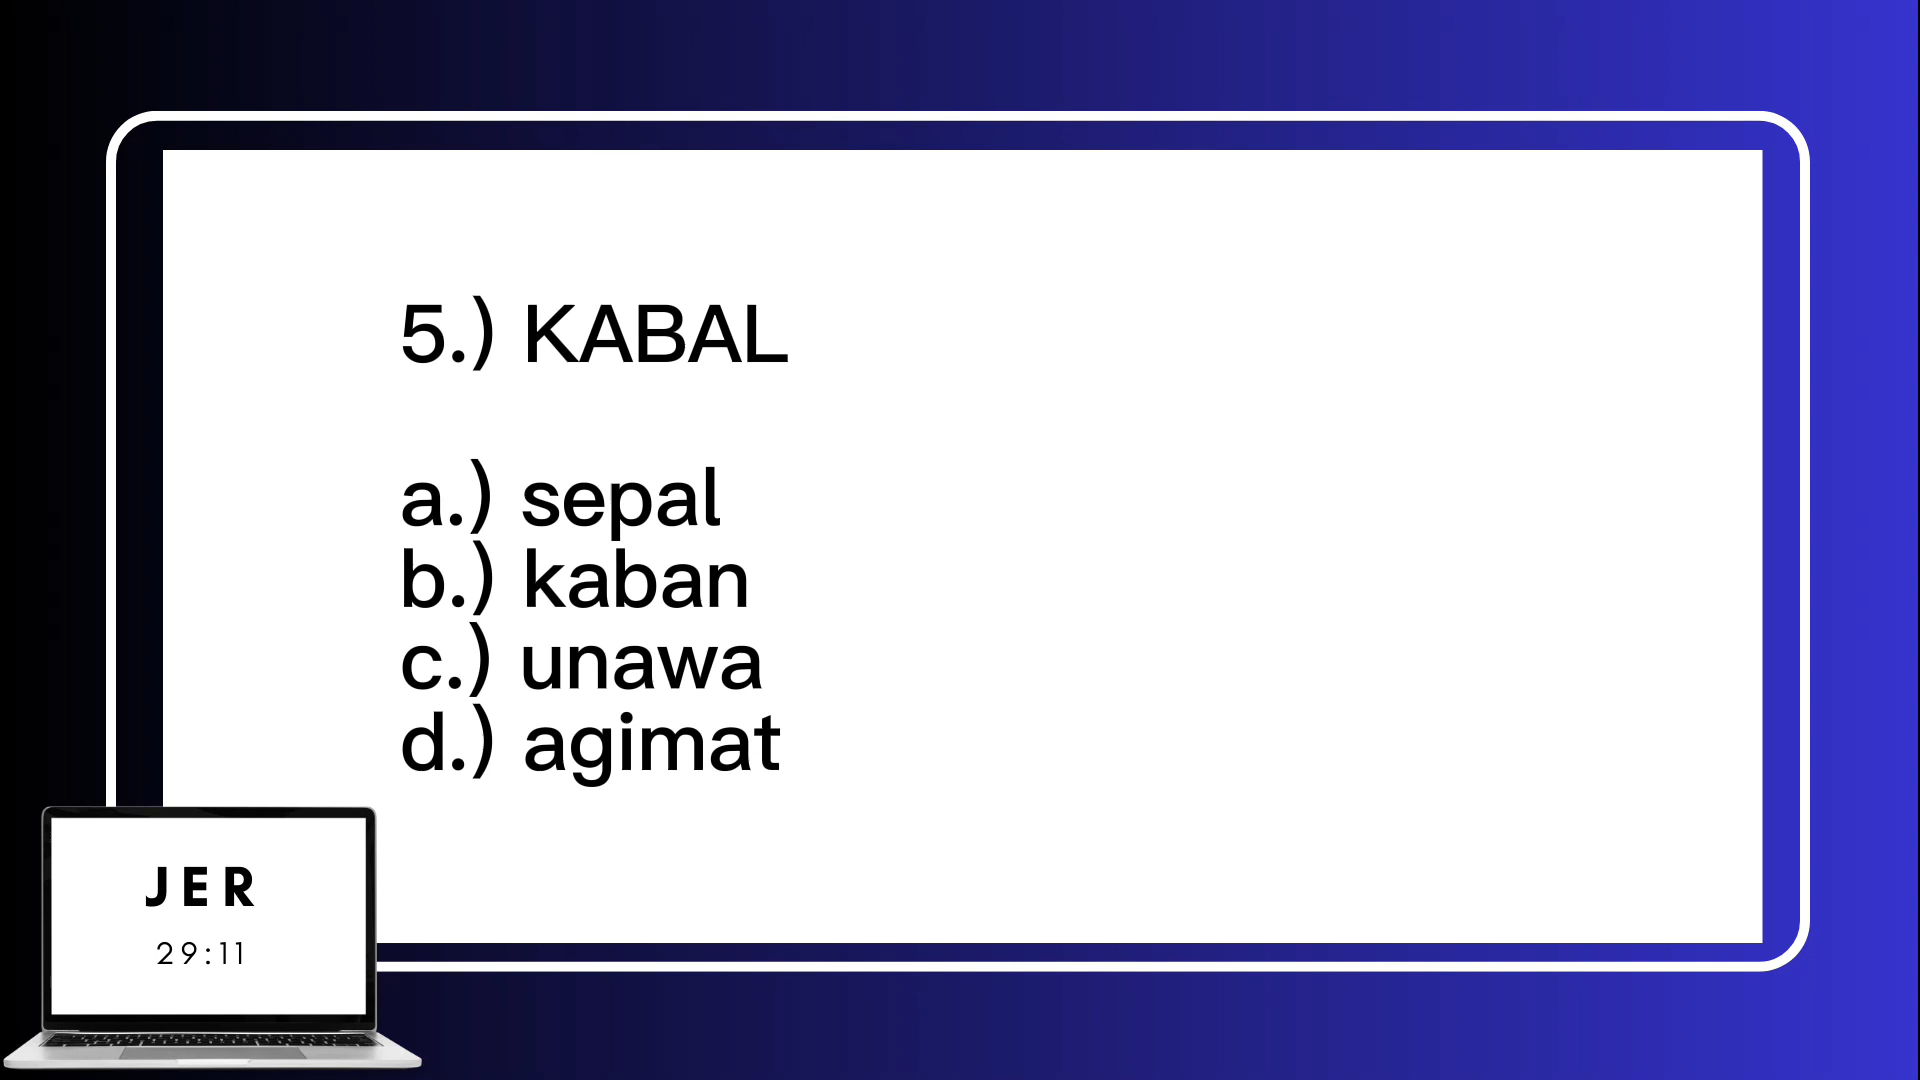 5.) KABAL
a.) sepal
b.) kaban
c.) unawa
d.) agimat
JER
29:11